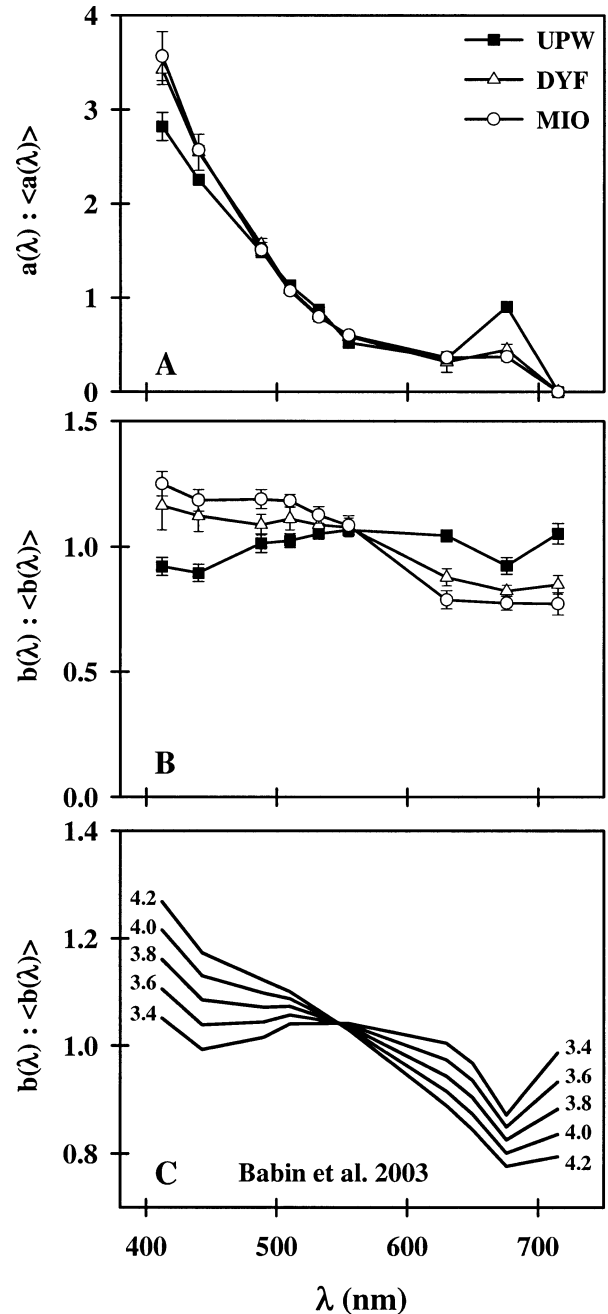 4
UPW
DYF
3
MIO
a(λ) : <a(λ)>
2
1
A
0
1.5
1.0
b(λ) : <b(λ)>
0.5
B
0.0
1.4
4.2
4.0
1.2
3.8
3.6
3.4
b(λ) : <b(λ)>
1.0
3.4
3.6
3.8
4.0
4.2
0.8
C
Babin et al. 2003
400 500 600 700
λ (nm)